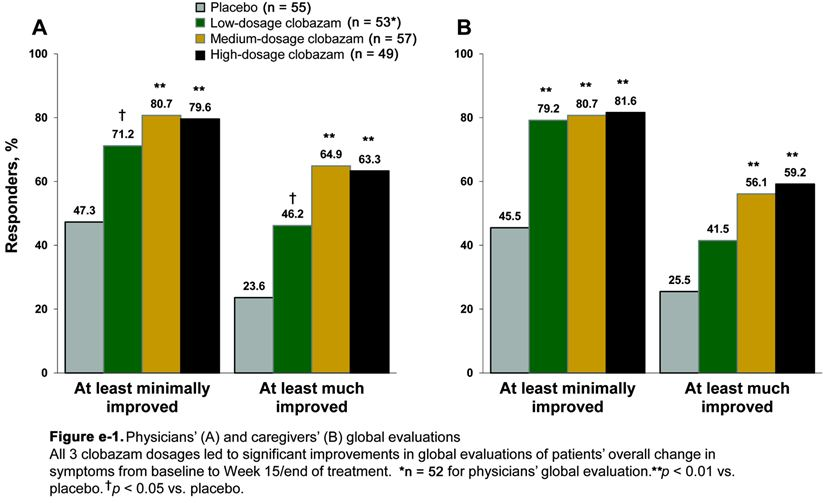 Placebo (n = 55)
Low-dosage clobazam (n = 53*)
Medium-dosage clobazam (n = 57)
High-dosage clobazam (n = 49)
A
Responders, %
100
80
60
40
20
0
47.3
†
71.2
**
80.7
**
79.6
23.6
†
46.2
**
64.9
**
63.3
At least minimally
improved
At least much
improved
B
100
80
60
40
20
0
45.5
**
79.2
**
80.7
**
81.6
25.5
41.5
**
56.1
**
59.2
At least minimally
improved
At least much
improved
Figure e-1. Physicians’ (A) and caregivers’ (B) global evaluations
All 3 clobazam dosages led to significant improvements in global evaluations of patients’ overall change in
symptoms from baseline to Week 15/end of treatment. *n = 52 for physicians’ global evaluation.**p < 0.01 vs.
placebo.†p < 0.05 vs. placebo.